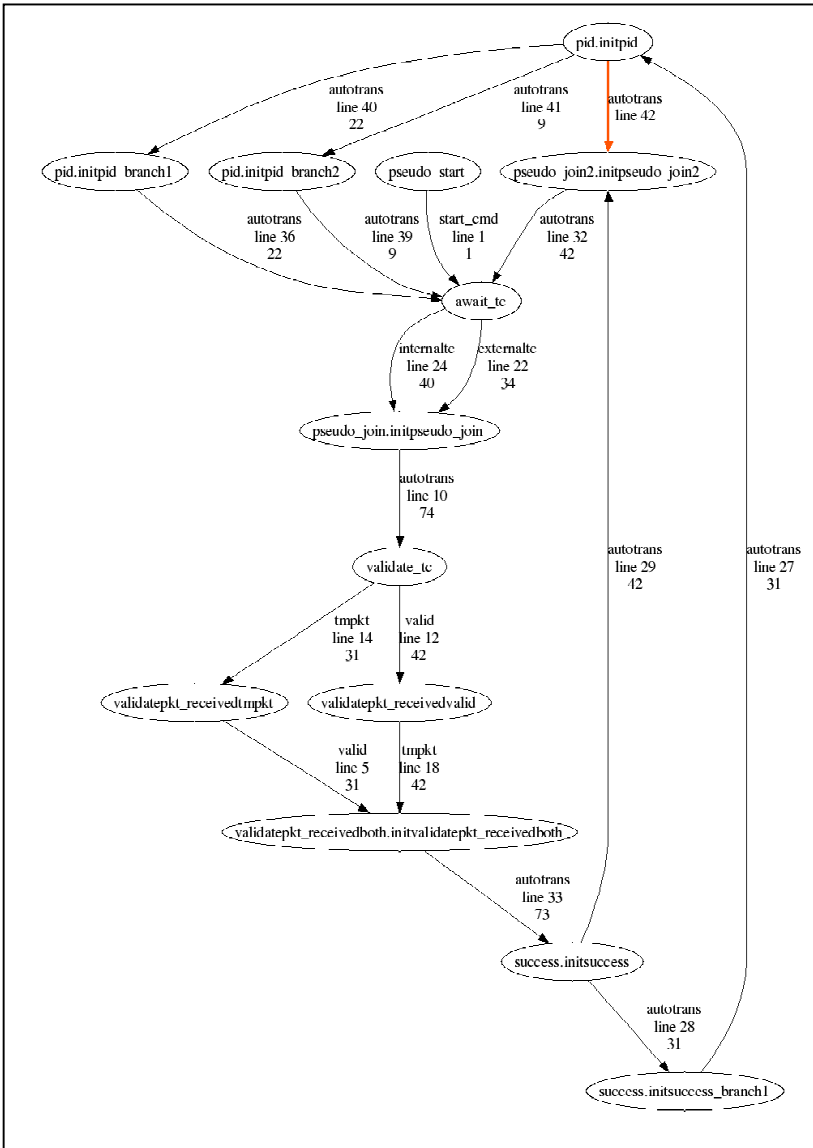 pid.initpid
autotrans
line 40
22
autotrans
line 41
9
autotrans
line 42
pid.initpid_branch1
pid.initpid_branch2
pseudo_start
pseudo_join2.initpseudo_join2
autotrans
line 36
22
autotrans
line 39
9
start_cmd
line 1
1
autotrans
line 32
42
await_tc
internaltc
line 24
40
externaltc
line 22
34
pseudo_join.initpseudo_join
autotrans
line 10
74
validate_tc
autotrans
line 29
42
autotrans
line 27
31
tmpkt
line 14
31
valid
line 12
42
validatepkt_receivedtmpkt
validatepkt_receivedvalid
valid
line 5
31
tmpkt
line 18
42
validatepkt_receivedboth.initvalidatepkt_receivedboth
autotrans
line 33
73
success.initsuccess
autotrans
line 28
31
success.initsuccess_branch1